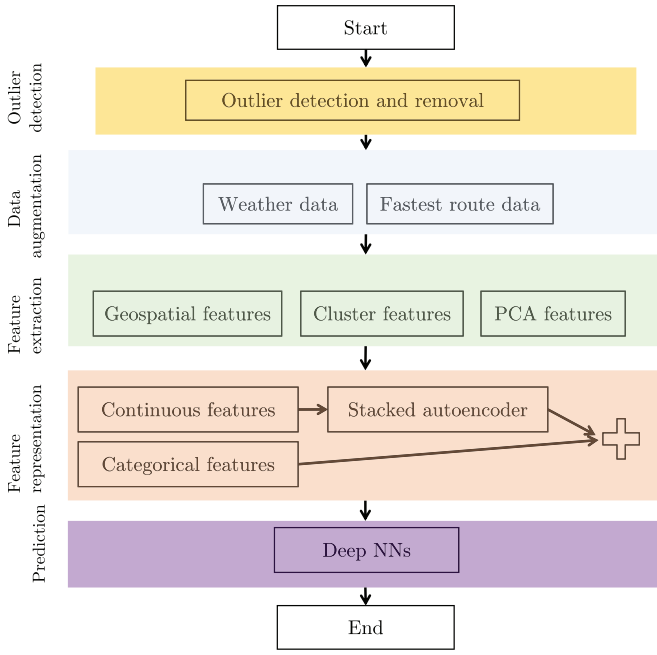 Start
Outlier
detection
Outlier detection and removal
Data
augmentation
Weather data
Fastest route data
Feature
extraction
Geospatial features
Cluster features
PCA features
Feature
representation
Continuous features
Stacked autoencoder
Categorical features
Prediction
Deep NNs
End